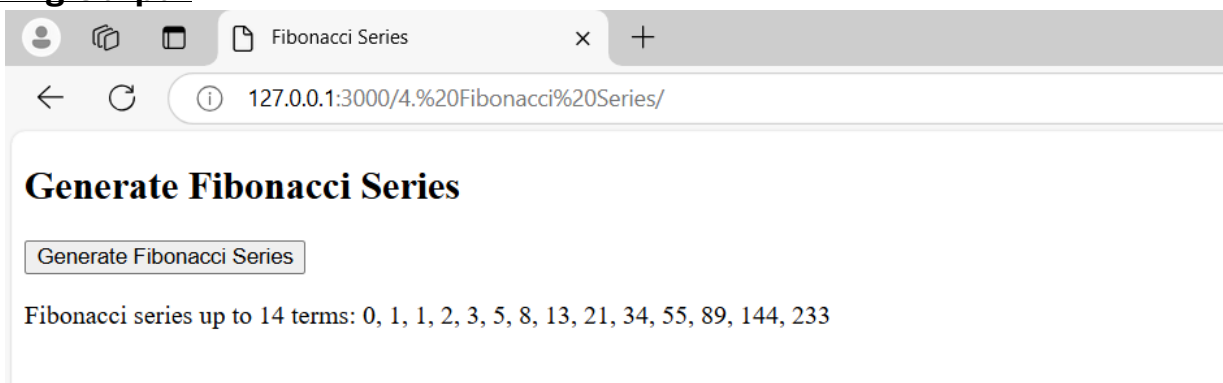 Fibonacci Series
127.0.0.1:3000/4.%20Fibonacci%20Series/
Generate Fibonacci Series
Generate Fibonacci Series
Fibonacci series up to 14 terms: 0, 1, 1, 2, 3, 5, 8, 13, 21, 34, 55, 89, 144, 233